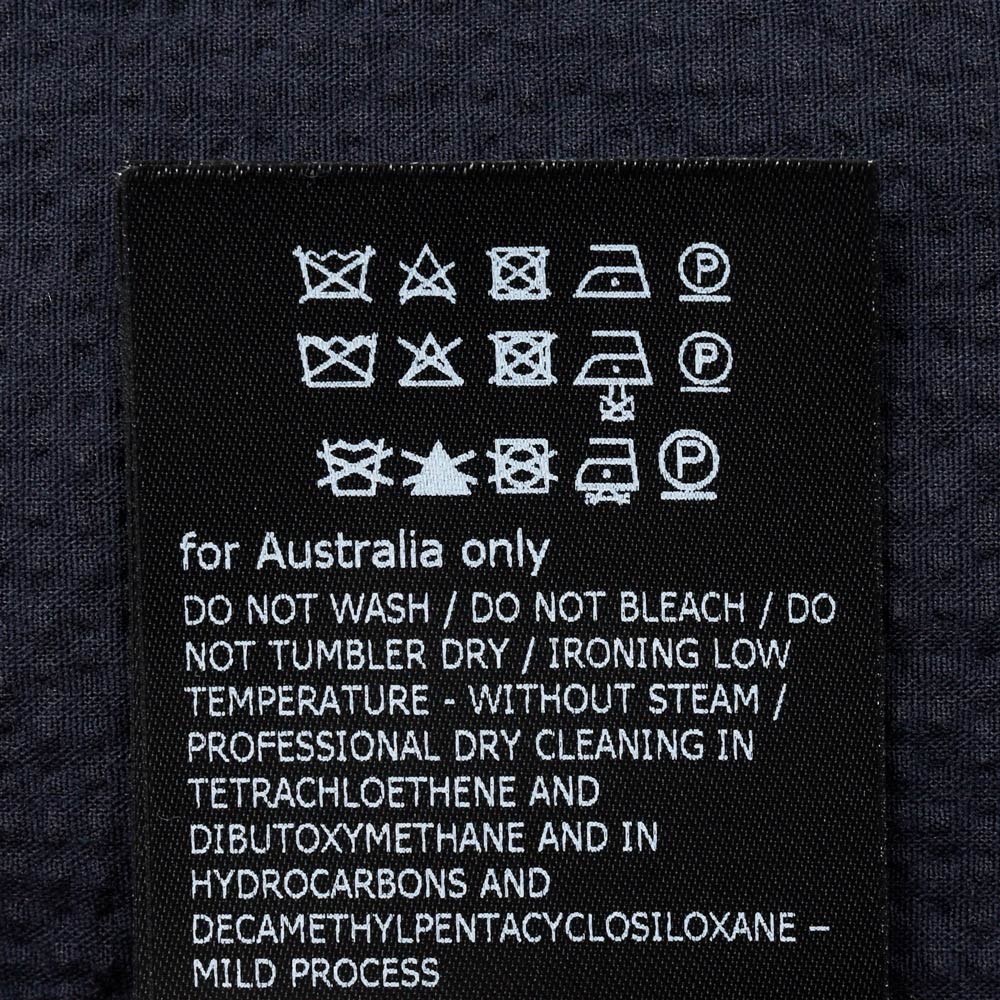 P
P
P
for Australia only
DO NOT WASH / DO NOT BLEACH / DO
NOT TUMBLER DRY / IRONING LOW
TEMPERATURE - WITHOUT STEAM /
PROFESSIONAL DRY CLEANING IN
TETRACHLOETHENE AND
DIBUTOXYMETHANE AND IN
HYDROCARBONS AND
DECAMETHYLPENTACYCLOSILOXANE –
MILD PROCESS